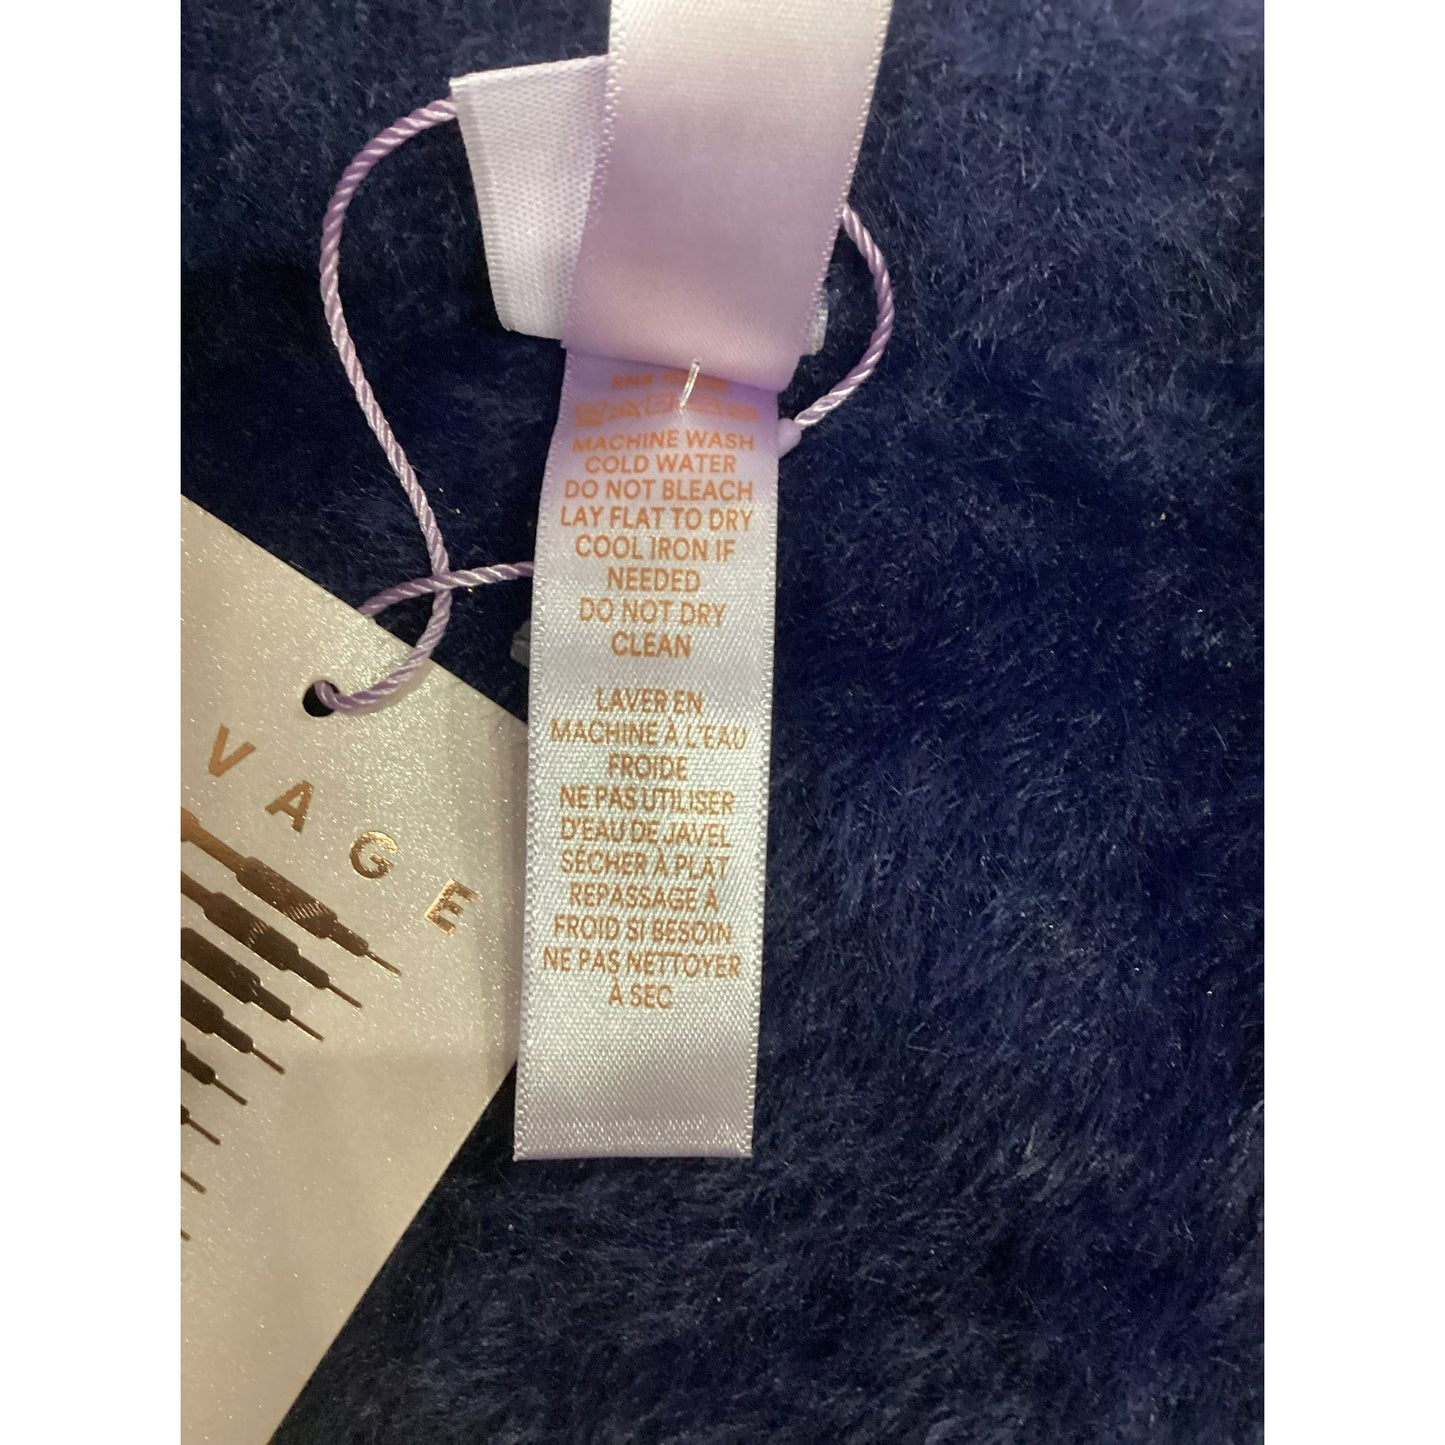 RN#
MACHINE WASH
COLD WATER
DO NOT BLEACH
LAY FLAT TO DRY
COOL IRON IF
NEEDED
DO NOT DRY
CLEAN
LAVER EN
MACHINE À L'EAU
FROIDE
NE PAS UTILISER
D'EAU DE JAVEL
SÉCHER À PLAT
REPASSAGE À
FROID SI BESOIN
NE PAS NETTOYER
À SEC
VAGE